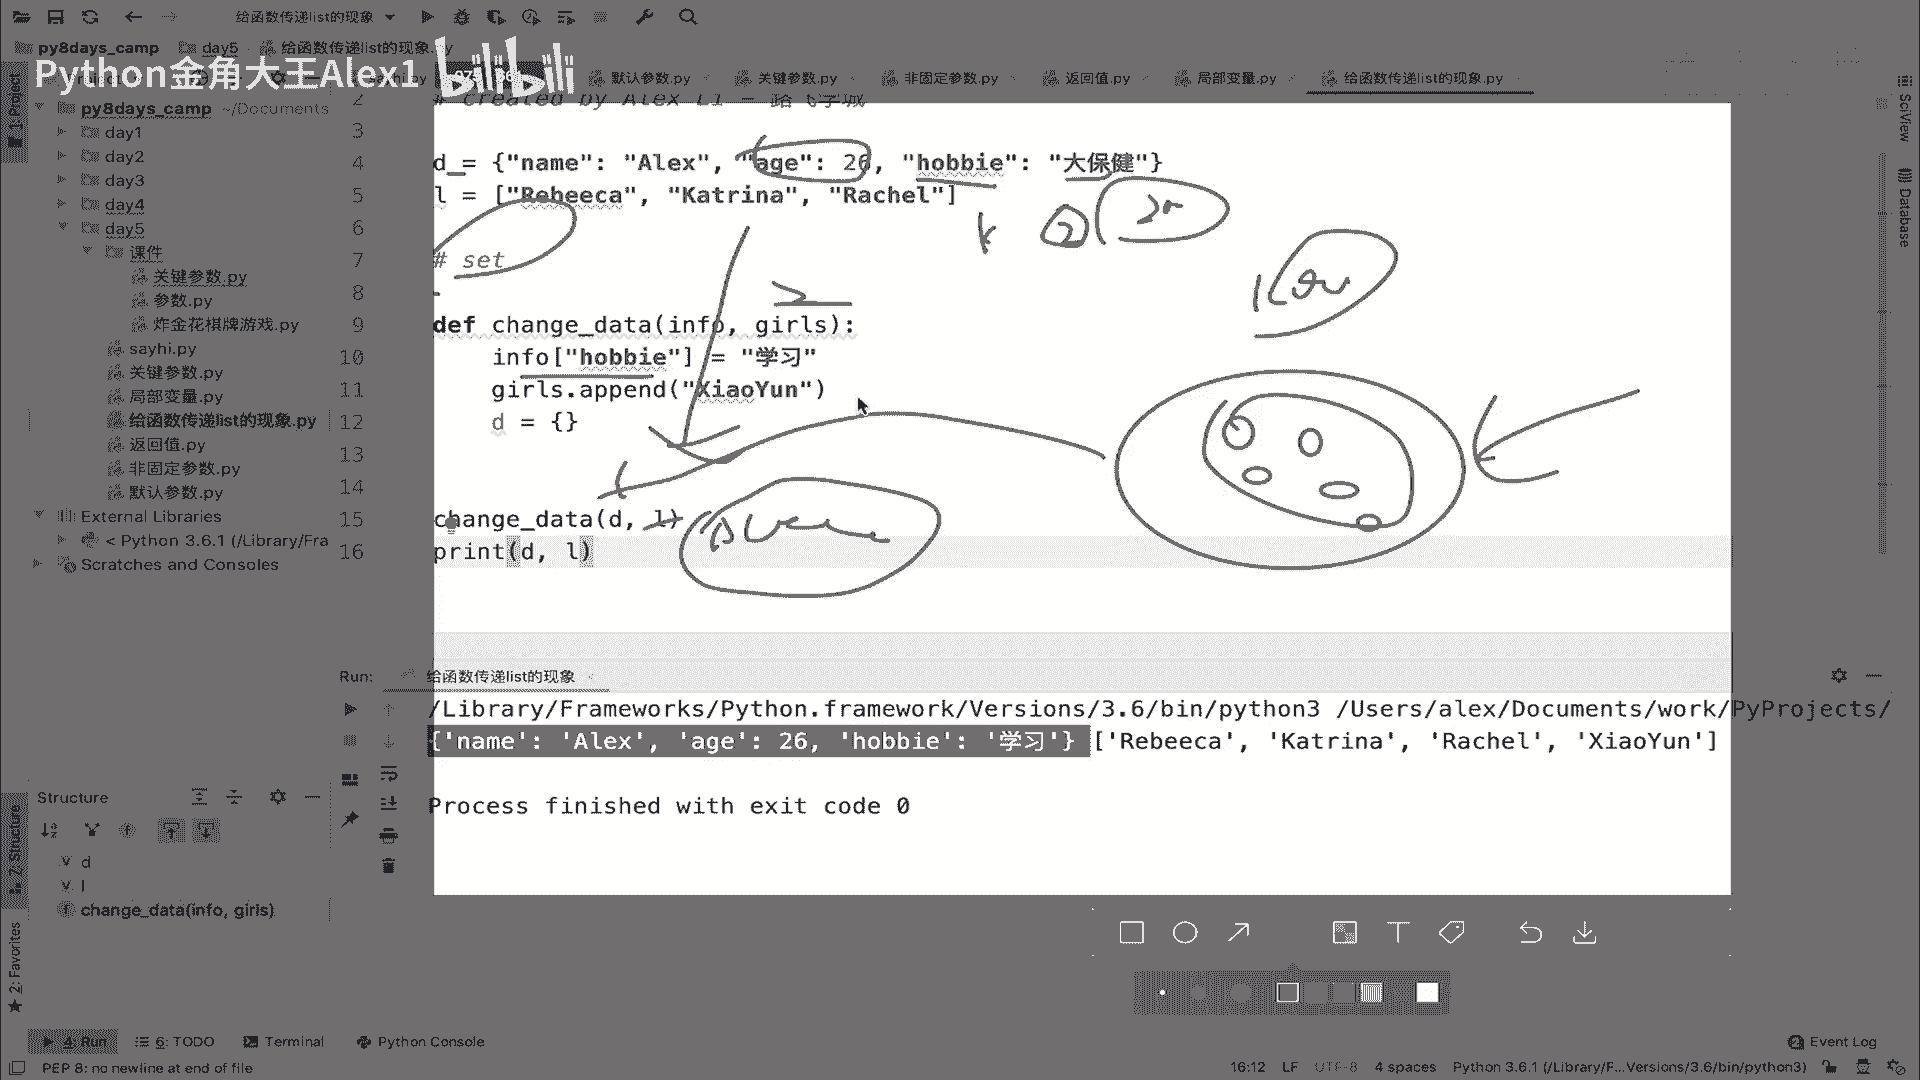 给函数传递list的现象
py8days_camp day5 给函数传递list的现象.py
Python金角大王Alex1 bilibili
默认参数.py 关键参数.py 非固定参数.py 返回值.py 局部变量.py 给函数传递list的现象.py
1: Project
py8days_camp ~/Documents
day1
day2
day3
day4
day5
课件
关键参数.py
参数.py
炸金花棋牌游戏.py
sayhi.py
关键参数.py
局部变量.py
给函数传递list的现象.py
返回值.py
非固定参数.py
默认参数.py
External Libraries
< Python 3.6.1 (/Library/Fra
Scratches and Consoles
2 # created by Alex Li - 路飞学城
3
4 d = {"name": "Alex", "age": 26, "hobbie": "大保健"}
5 l = ["Rebeeca", "Katrina", "Rachel"]
6
7 # set
8
9 def change_data(info, girls):
10 info["hobbie"] = "学习"
11 girls.append("XiaoYun")
12 d = {}
13
14
15 change_data(d, l)
16 print(d, l)
SciView
Database
Run: 给函数传递list的现象
/Library/Frameworks/Python.framework/Versions/3.6/bin/python3 /Users/alex/Documents/work/PyProjects/
{'name': 'Alex', 'age': 26, 'hobbie': '学习'} ['Rebeeca', 'Katrina', 'Rachel', 'XiaoYun']
Process finished with exit code 0
Structure
d
l
change_data(info, girls)
7: Structure
2: Favorites
4: Run 6: TODO Terminal Python Console Event Log
PEP 8: no newline at end of file 16:12 LF UTF-8 4 spaces Python 3.6.1 (/Library/F...Versions/3.6/bin/python3)